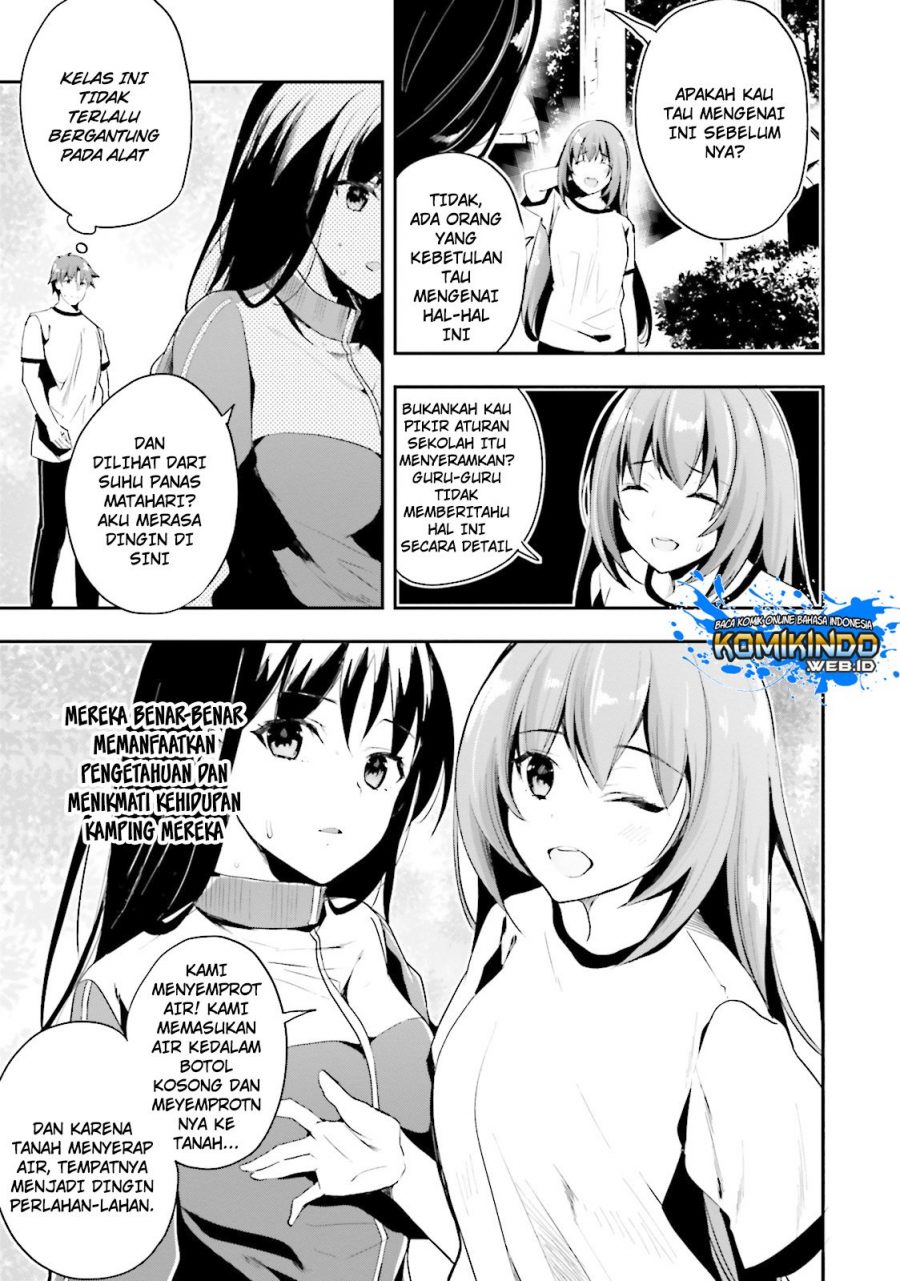 APAKAH KAU
TAU MENGENAI
INI SEBELUM
NYA?
TIDAK,
ADA ORANG
YANG
KEBETULAN
TAU
MENGENAI
HAL-HAL
INI
KELAS INI
TIDAK
TERLALU
BERGANTUNG
PADA ALAT
BUKANKAH KAU
PIKIR ATURAN
SEKOLAH ITU
MENYERAMKAN?
GURU-GURU
TIDAK
MEMBERITAHU
HAL INI
SECARA DETAIL
DAN
DILIHAT DARI
SUHU PANAS
MATAHARI?
AKU MERASA
DINGIN DI
SINI
BACA KOMIK ONLINE BAHASA INDONESIA
KOMIKINDO
.WEB.ID
MEREKA BENAR-BENAR
MEMANFAATKAN
PENGETAHUAN DAN
MENIKMATI KEHIDUPAN
KAMPING MEREKA
KAMI
MENYEMPROT
AIR! KAMI
MEMASUKAN
AIR KEDALAM
BOTOL
KOSONG DAN
MEYEMPROTN
NYA KE
TANAH...
DAN KARENA
TANAH MENYERAP
AIR, TEMPATNYA
MENJADI DINGIN
PERLAHAN-LAHAN.